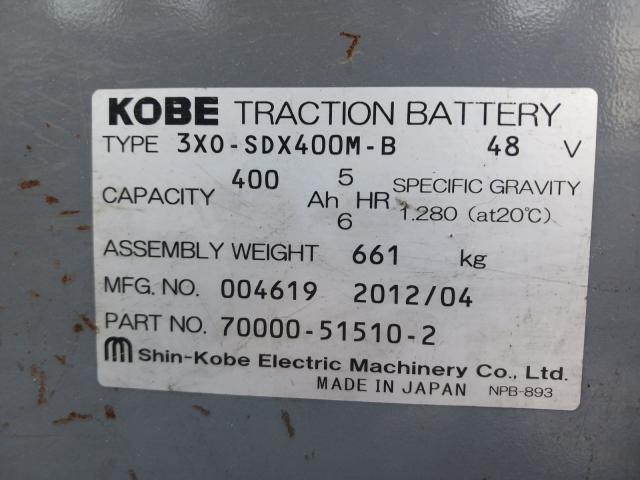 KOBE TRACTION BATTERY
TYPE 3X0-SDX400M-B 48 V
CAPACITY 400 Ah 5 HR SPECIFIC GRAVITY
6 1.280 (at20℃)
ASSEMBLY WEIGHT 661 kg
MFG. NO. 004619 2012/04
PART NO. 70000-51510-2
Shin-Kobe Electric Machinery Co., Ltd.
MADE IN JAPAN NPB-893